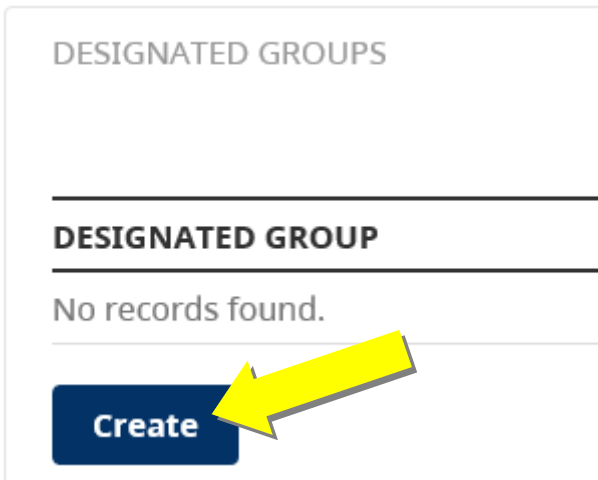 DESIGNATED GROUPS
DESIGNATED GROUP
No records found.
Create